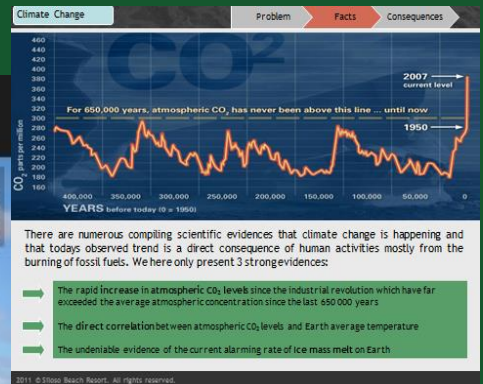 Climate Change
Problem
Facts
Consequences
CO2
460
440
420
400
380
360
340
320
300
280
260
240
220
200
180
160
CO2 parts per million
2007
current level
For 650,000 years, atmospheric CO2 has never been above this line ... until now
1950
400,000 350,000 300,000 250,000 200,000 150,000 100,000 50,000 0
YEARS before today (0 = 1950)
There are numerous compiling scientific evidences that climate change is happening and
that todays observed trend is a direct consequence of human activities mostly from the
burning of fossil fuels. We here only present 3 strong evidences:
The rapid increase in atmospheric CO2 levels since the industrial revolution which have far
exceeded the average atmospheric concentration since the last 650 000 years
The direct correlation between atmospheric CO2 levels and Earth average temperature
The undeniable evidence of the current alarming rate of Ice mass melt on Earth
2011 © Shoso Beach Resort. All rights reserved.